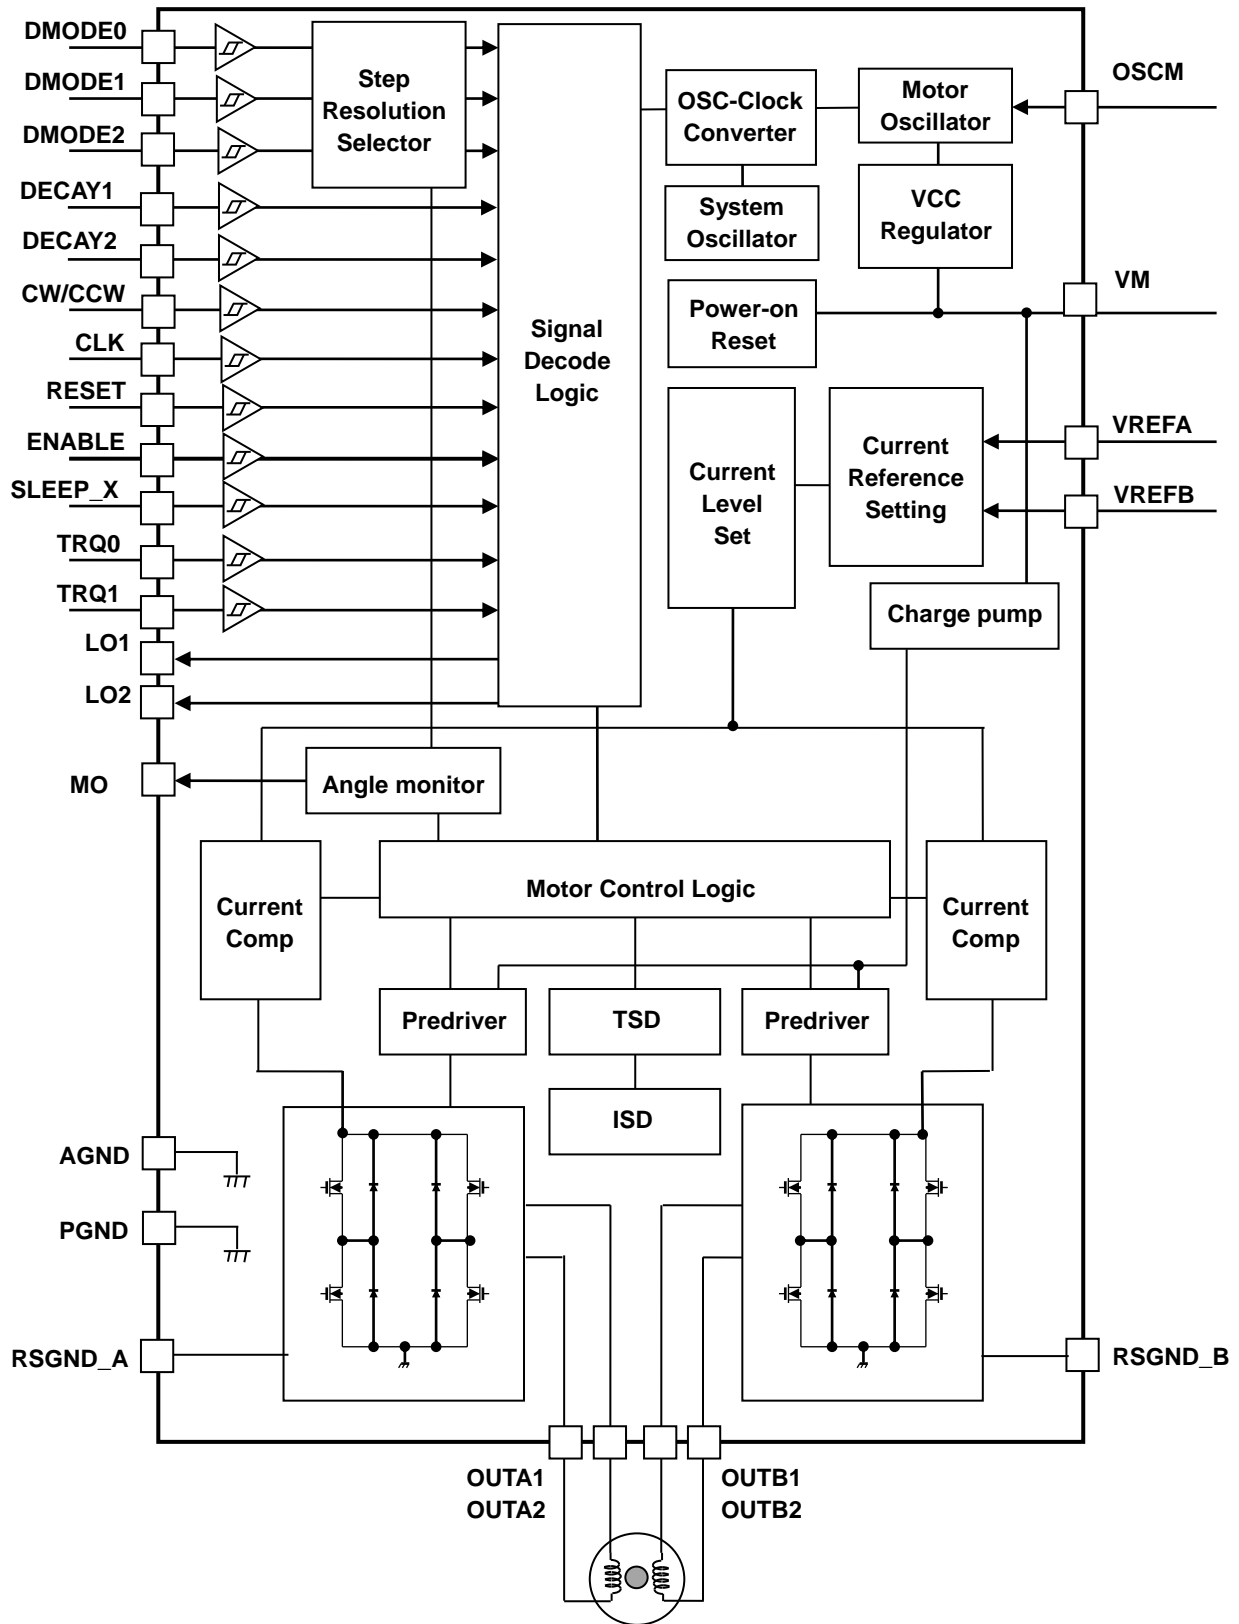 DMODE0
DMODE1
DMODE2
DECAY1
DECAY2
CW/CCW
CLK
RESET
ENABLE
SLEEP_X
TRQ0
TRQ1
LO1
LO2
MO
AGND
PGND
RSGND_A
Step
Resolution
Selector
Signal
Decode
Logic
OSC-Clock
Converter
Motor
Oscillator
OSCM
System
Oscillator
VCC
Regulator
Power-on
Reset
VM
Current
Level
Set
Current
Reference
Setting
VREFA
VREFB
Charge pump
Angle monitor
Motor Control Logic
Current
Comp
Current
Comp
Predriver
TSD
Predriver
ISD
RSGND_B
OUTA1
OUTA2
OUTB1
OUTB2